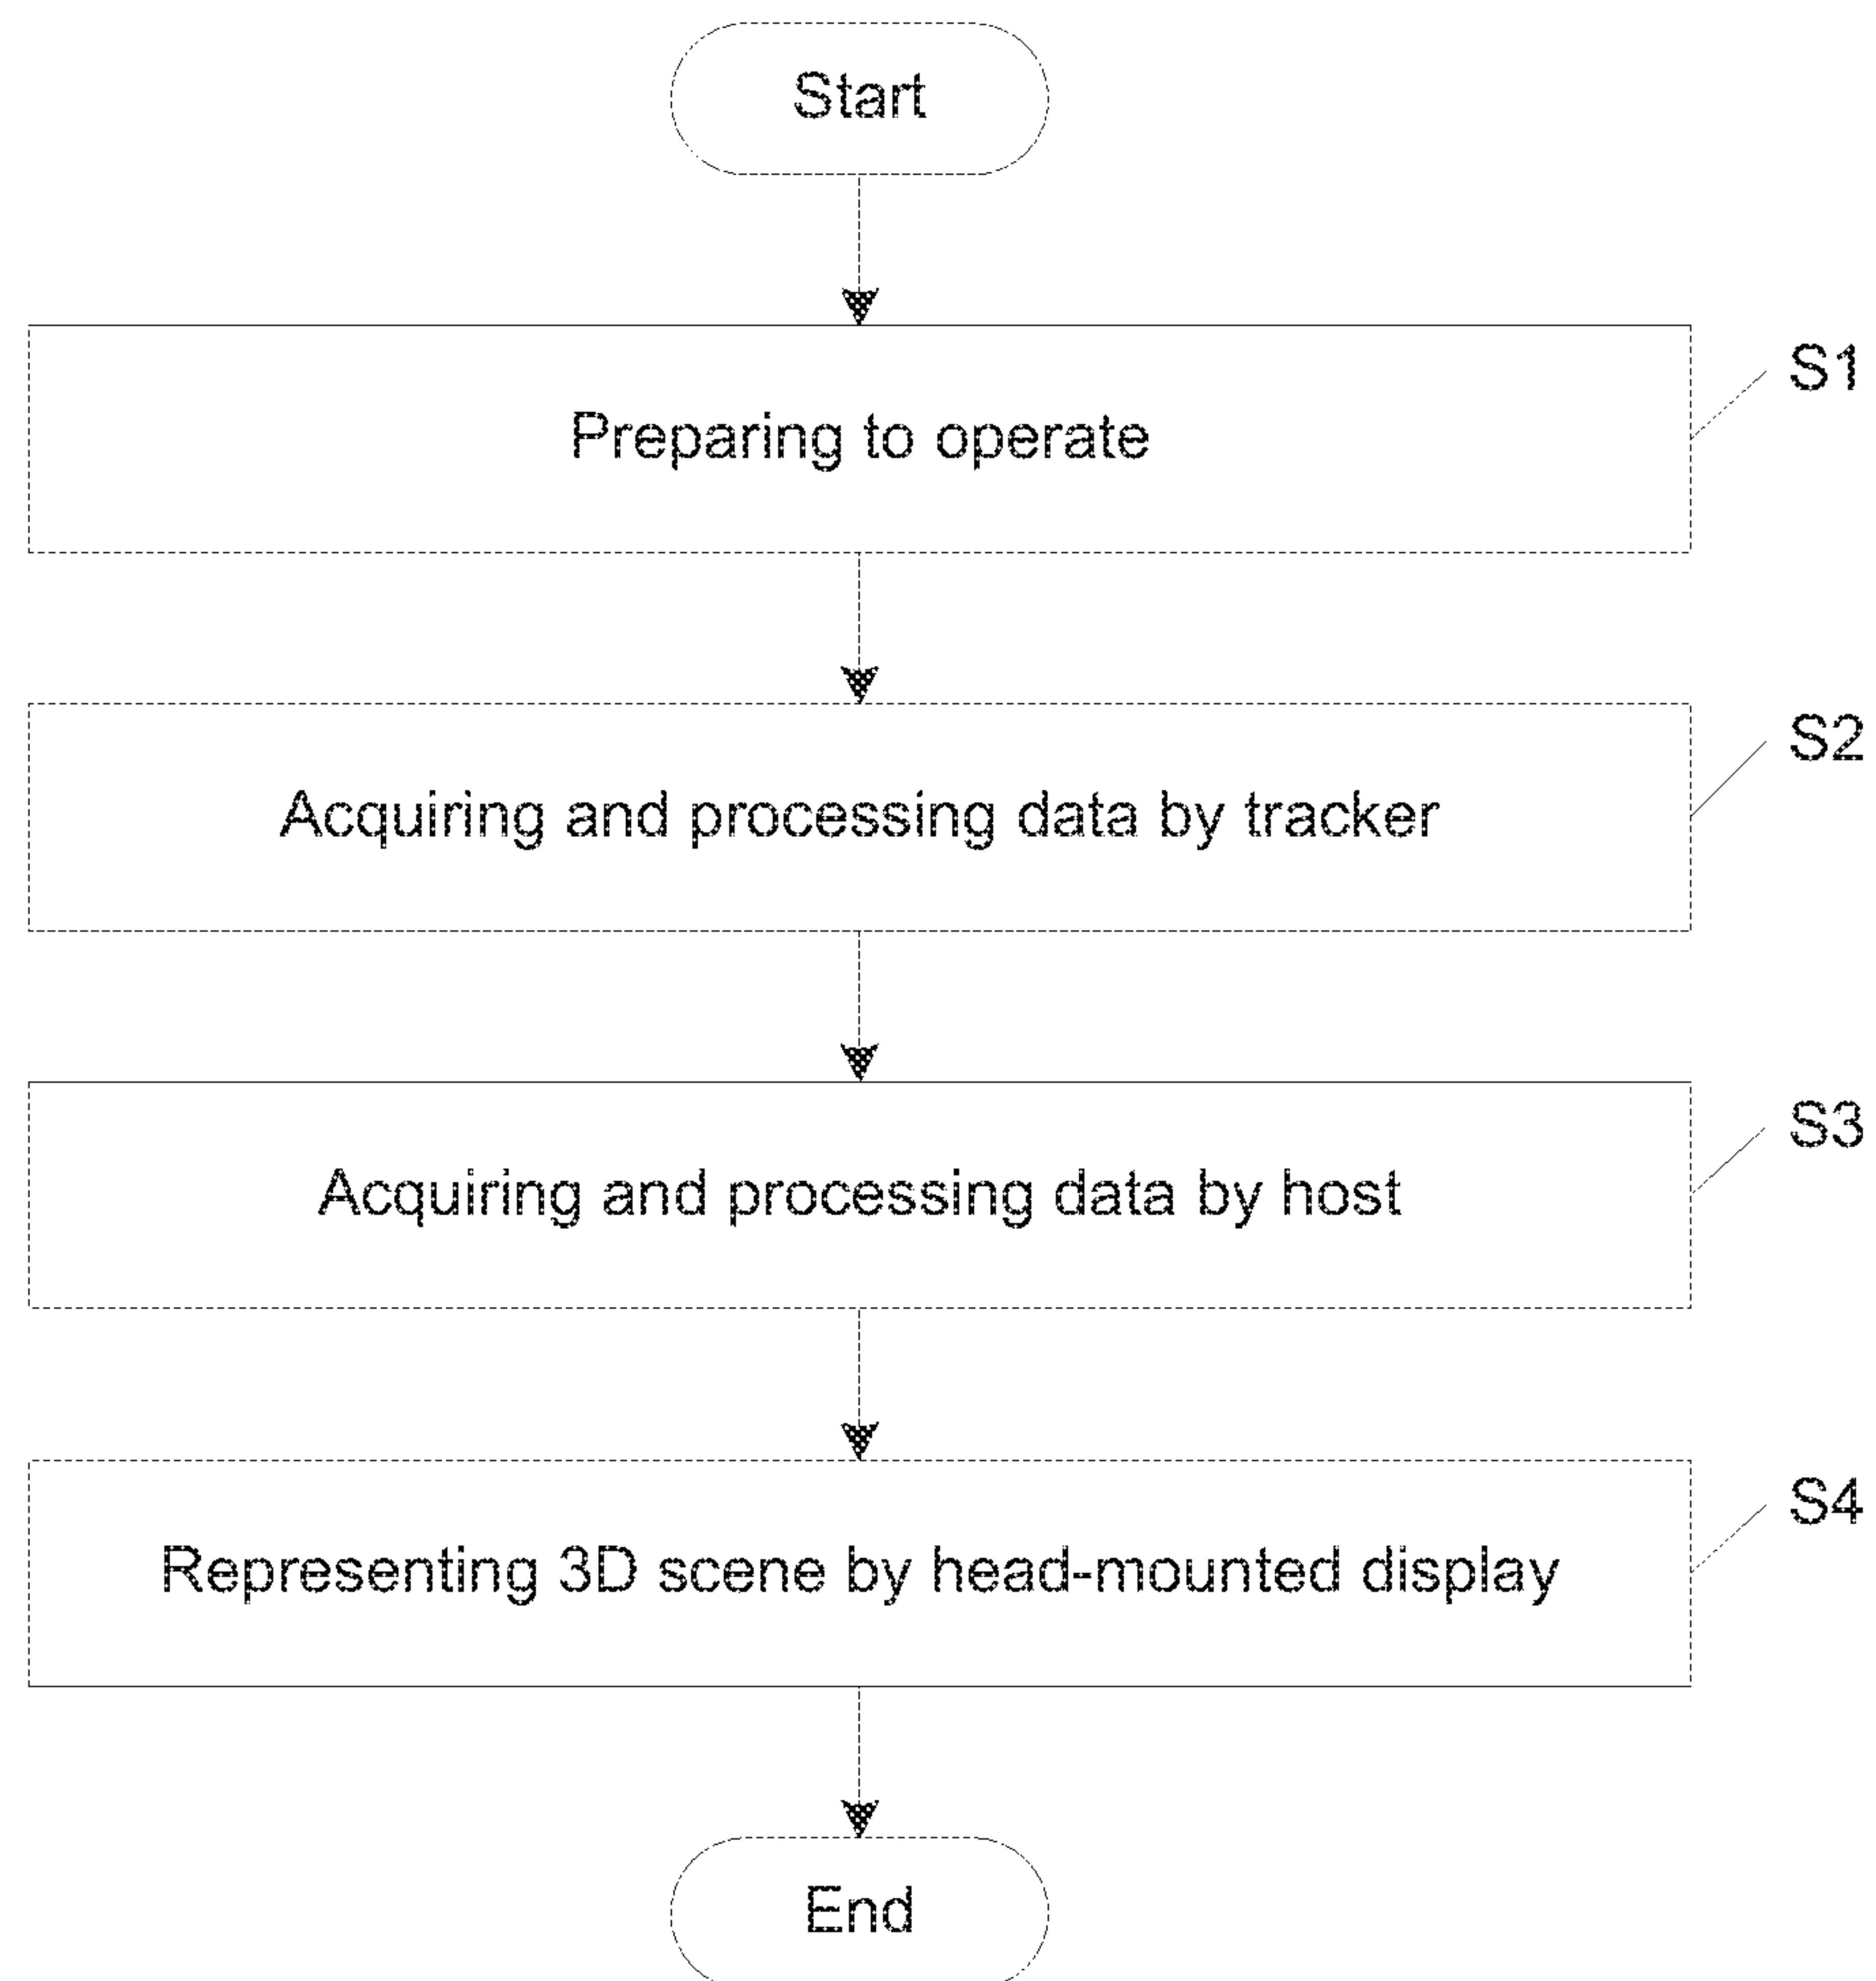 Start
Preparing to operate
S1
Acquiring and processing data by tracker
S2
Acquiring and processing data by host
S3
Representing 3D scene by head-mounted display
S4
End